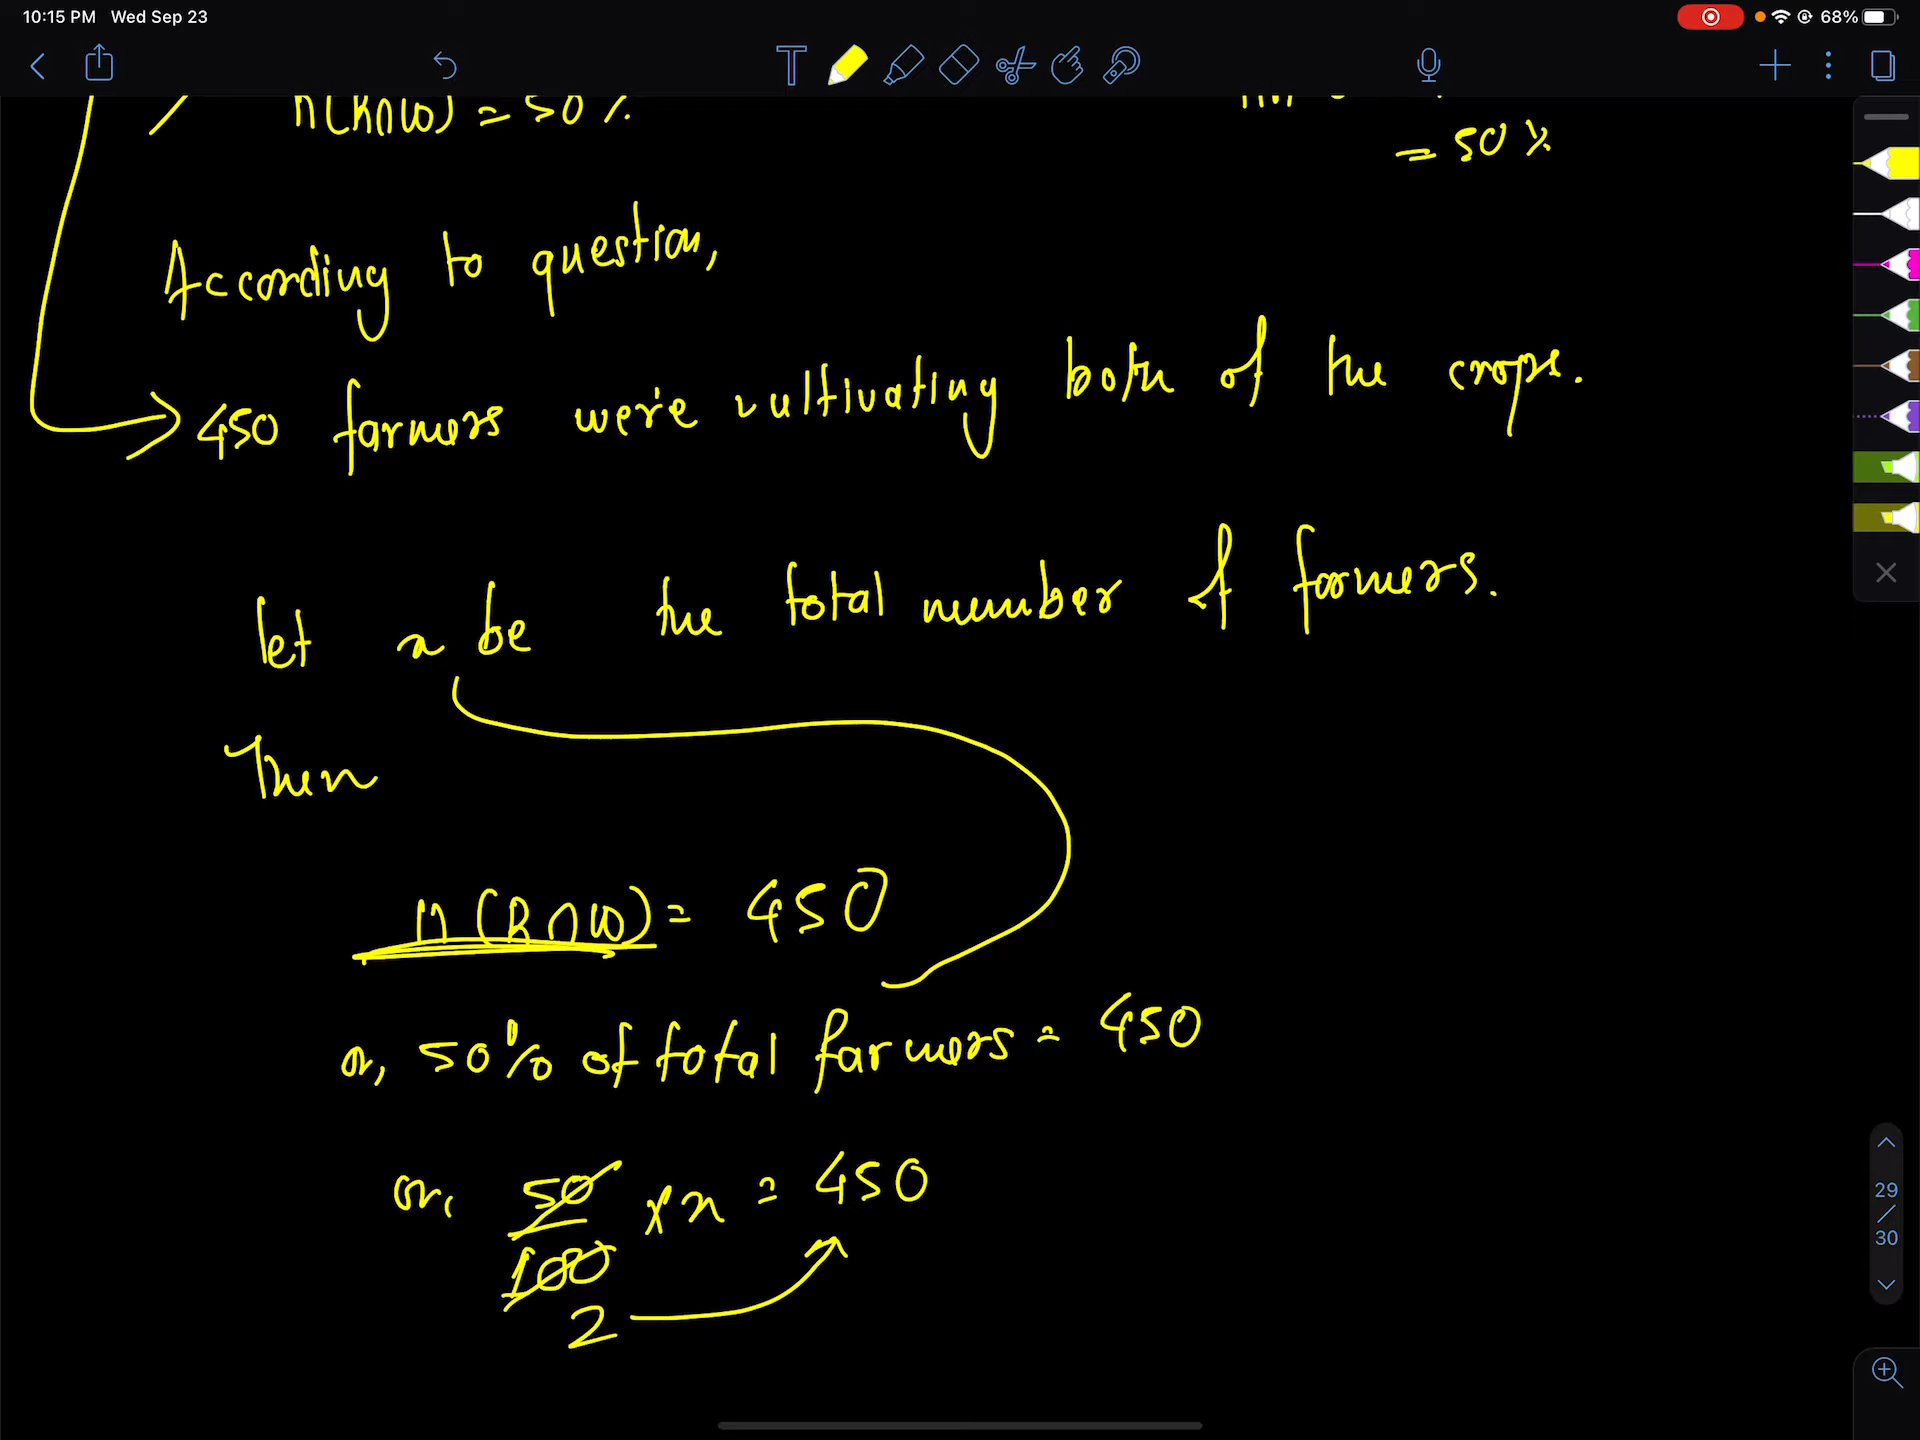 10:15 PM Wed Sep 23
68%
n(R∩W) = 50 %
= 50 %
According to question,
450 farmers were cultivating both of the crops.
let x be the total number of farmers.
Then
n (R∩W) = 450
or, 50% of total farmers = 450
or, 50/100 × x = 450
2
29
/
30